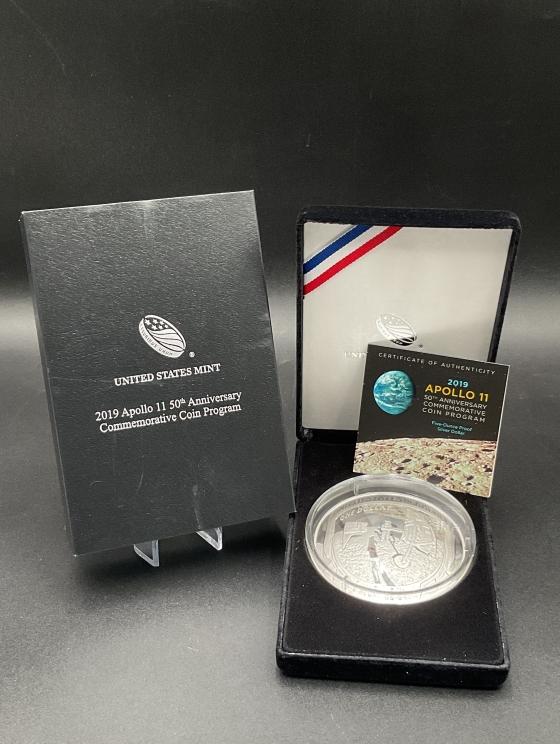 ®
UNITED STATES MINT
2019 Apollo 11 50th Anniversary
Commemorative Coin Program
CERTIFICATE OF AUTHENTICITY
2019
APOLLO 11
50TH ANNIVERSARY
COMMEMORATIVE
COIN PROGRAM
Five-Ounce Proof
Silver Dollar
ONE DOLLAR